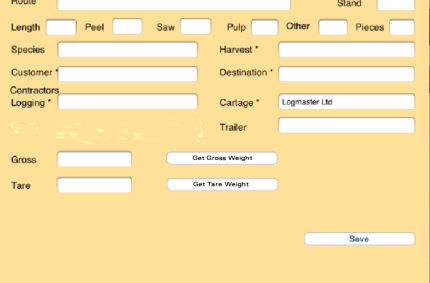 Route Stand
Length Peel Saw Pulp Other Pieces
Species Harvest *
Customer * Destination *
Contractors
Logging * Cartage * Logmaster Ltd
Trailer
Gross Get Gross Weight
Tare Get Tare Weight
Save